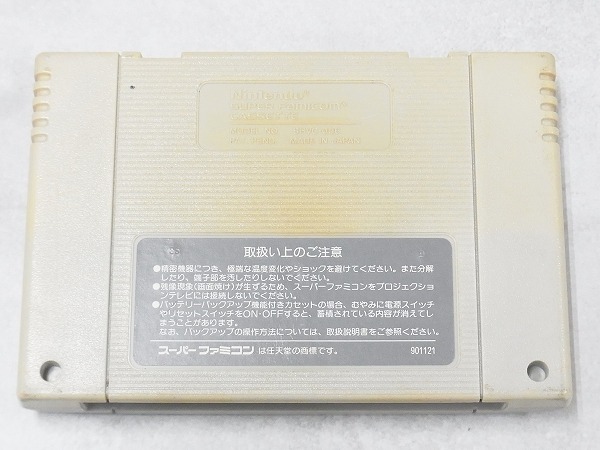 Nintendo®
SUPER FAMICOM®
CASSETTE
MADE IN JAPAN
取扱い上のご注意
●精密機器につき、極端な温度変化やショックを避けてください。また分解
したり、端子部を汚したりしないでください。
●残像現象(画面焼け)が生ずるため、スーパーファミコンをプロジェクション
テレビには接続しないでください。
●バッテリーバックアップ機能付きカセットの場合、むやみに電源スイッチ
やリセットスイッチをON・OFFすると、蓄積されている内容が消えてし
まうことがあります。
なお、バックアップの操作方法については、取扱説明書をご参照ください。
スーパーファミコンは任天堂の商標です。 901121